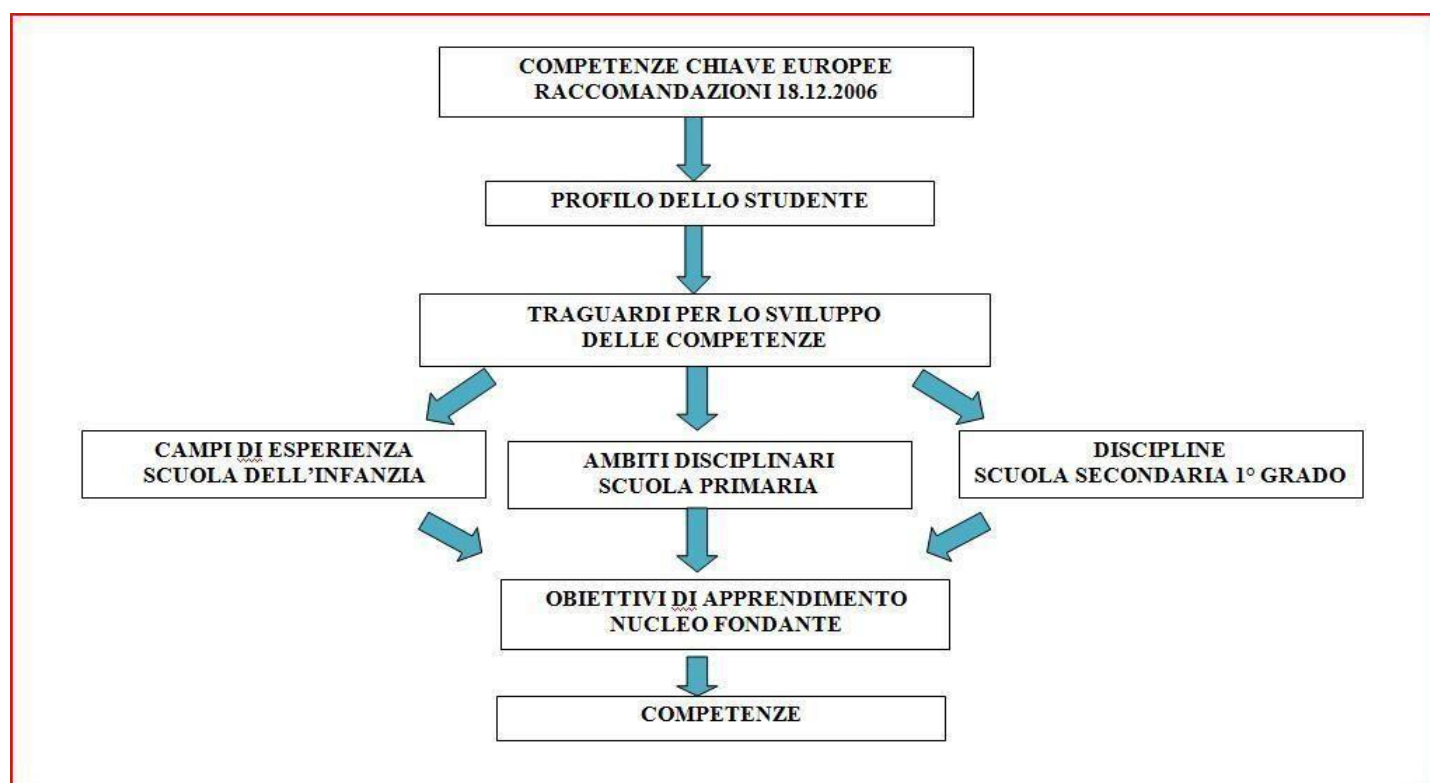 COMPETENZE CHIAVE EUROPEE
RACCOMANDAZIONI 18.12.2006
PROFILO DELLO STUDENTE
TRAGUARDI PER LO SVILUPPO
DELLE COMPETENZE
CAMPI DI ESPERIENZA
SCUOLA DELL'INFANZIA
AMBITI DISCIPLINARI
SCUOLA PRIMARIA
DISCIPLINE
SCUOLA SECONDARIA 1° GRADO
OBIETTIVI DI APPRENDIMENTO
NUCLEO FONDANTE
COMPETENZE